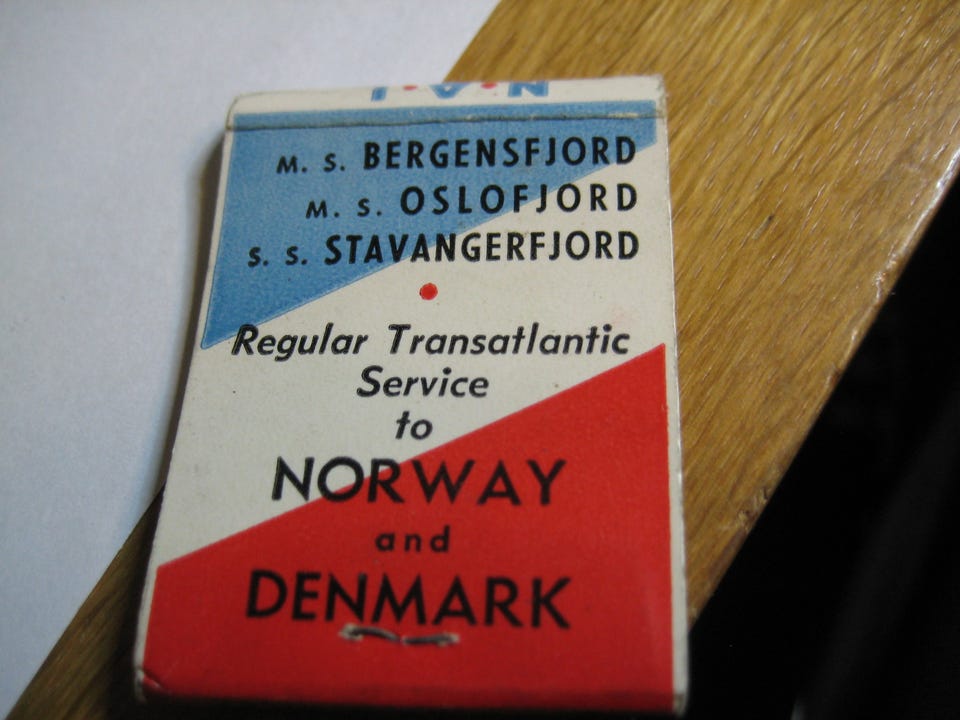 M. S. BERGENSFJORD
M. S. OSLOFJORD
S. S. STAVANGERFJORD
Regular Transatlantic
Service
to
NORWAY
and
DENMARK